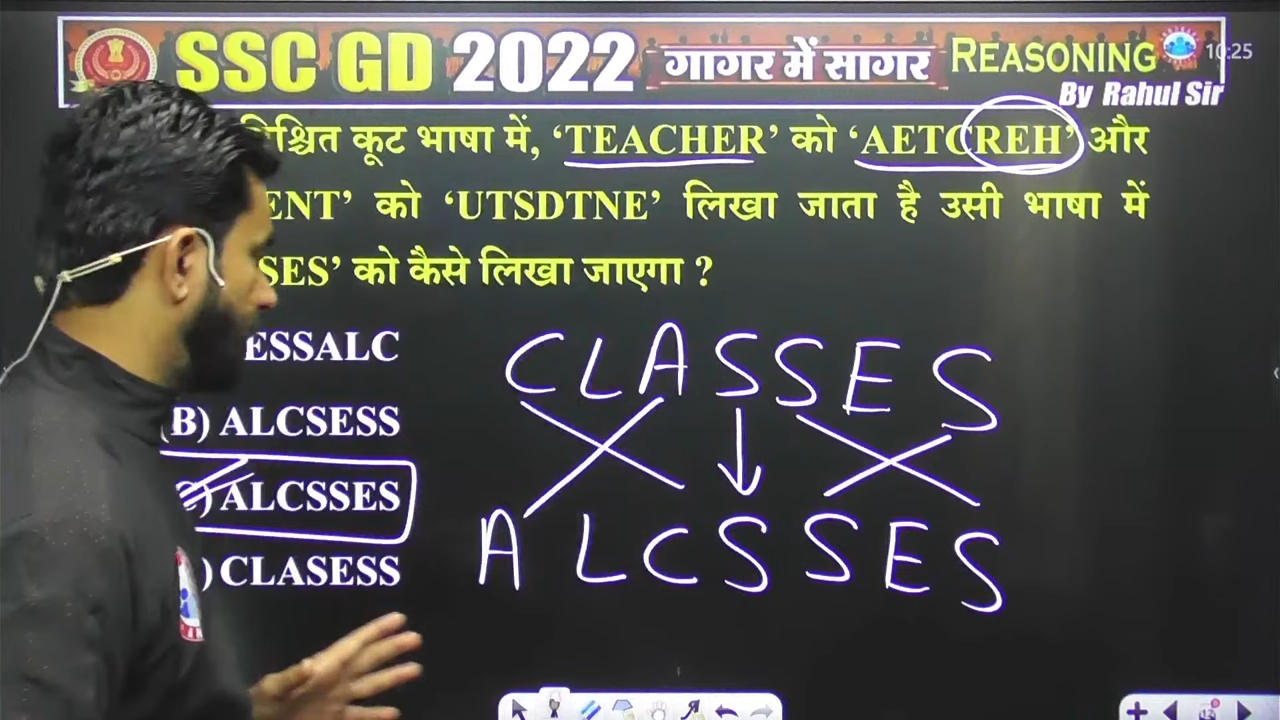 SSC GD 2022 गागर में सागर REASONING 10:25
By Rahul Sir
कूट भाषा में, ‘TEACHER’ को ‘AETCREH’ और
ENT’ को ‘UTSDTNE’ लिखा जाता है उसी भाषा में
SES’ को कैसे लिखा जाएगा ?
ESSALC
(B) ALCSESS
ALCSSES
) CLASESS
CLASSES
ALCSSES